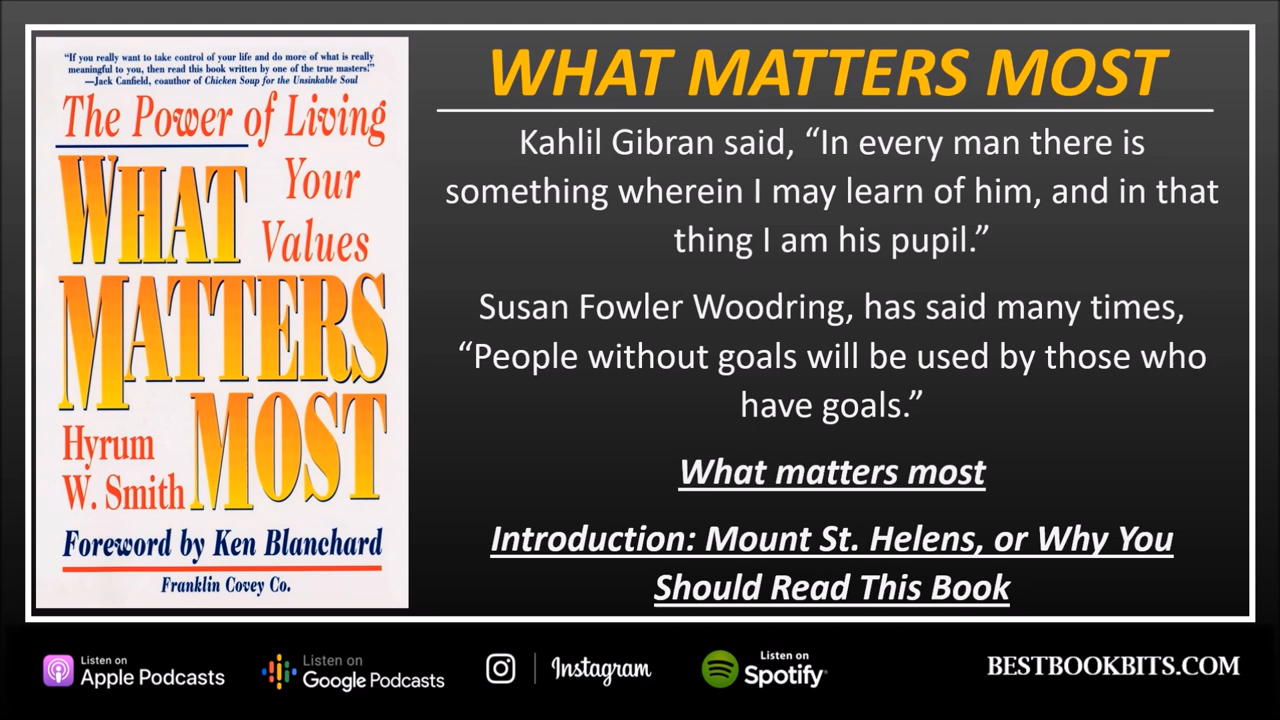 “If you really want to take control of your life and do more of what is really
meaningful to you, then read this book written by one of the true masters!”
—Jack Canfield, coauthor of Chicken Soup for the Unsinkable Soul
The Power of Living
Your
Values
WHAT
MATTERS
MOST
Hyrum
W. Smith
Foreword by Ken Blanchard
Franklin Covey Co.
WHAT MATTERS MOST
Kahlil Gibran said, “In every man there is
something wherein I may learn of him, and in that
thing I am his pupil.”
Susan Fowler Woodring, has said many times,
“People without goals will be used by those who
have goals.”
What matters most
Introduction: Mount St. Helens, or Why You
Should Read This Book
Listen on
Apple Podcasts
Listen on
Google Podcasts
Instagram
Listen on
Spotify
BESTBOOKBITS.COM